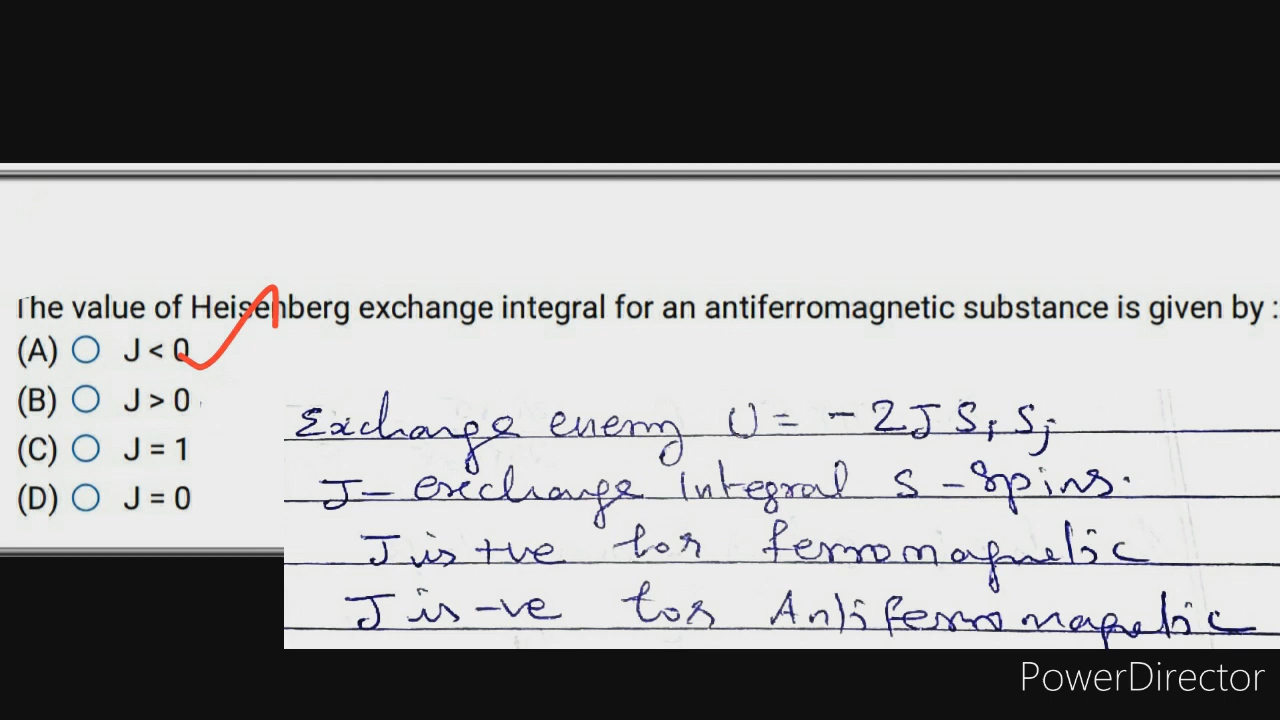 The value of Heisenberg exchange integral for an antiferromagnetic substance is given by :
(A) J < 0
(B) J > 0
(C) J = 1
(D) J = 0
Exchange energy U = - 2 J Si Sj
J - exchange Integral S - Spins.
J is +ve for ferromagnetic
J is -ve for Antiferromagnetic
PowerDirector